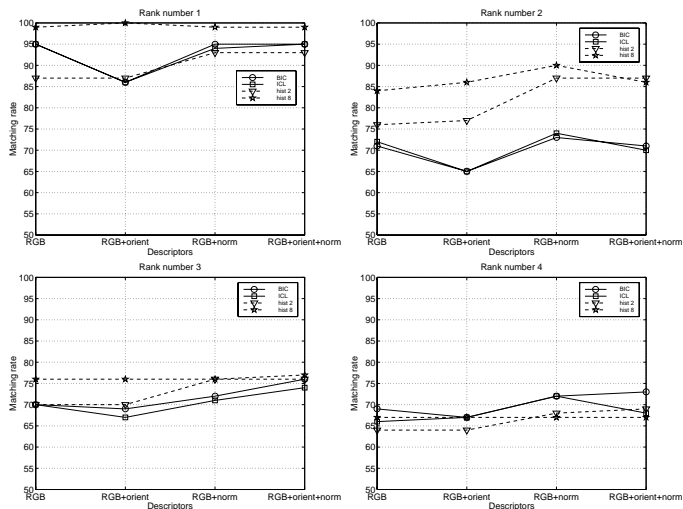 Rank number 1
100
95
90
85
80
75
70
65
60
55
50
Matching rate
BIC
ICL
hist 2
hist 8
RGB RGB+orient RGB+norm RGB+orient+norm
Descriptors
Rank number 2
100
95
90
85
80
75
70
65
60
55
50
Matching rate
BIC
ICL
hist 2
hist 8
RGB RGB+orient RGB+norm RGB+orient+norm
Descriptors
Rank number 3
100
95
90
85
80
75
70
65
60
55
50
Matching rate
BIC
ICL
hist 2
hist 8
RGB RGB+orient RGB+norm RGB+orient+norm
Descriptors
Rank number 4
100
95
90
85
80
75
70
65
60
55
50
Matching rate
BIC
ICL
hist 2
hist 8
RGB RGB+orient RGB+norm RGB+orient+norm
Descriptors